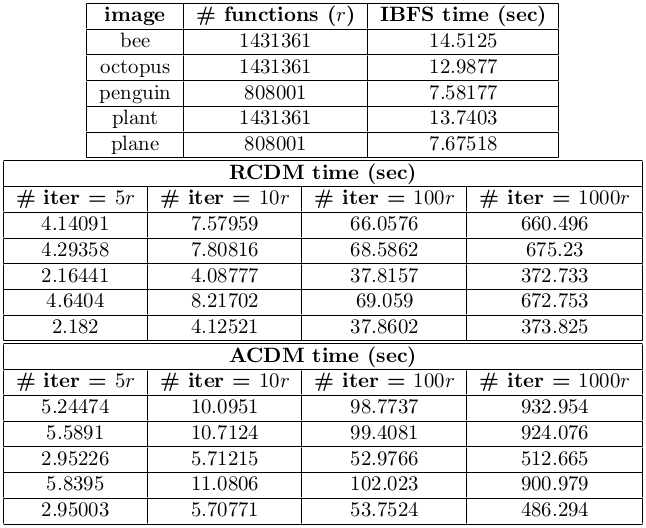 image # functions (r) IBFS time (sec)
bee 1431361 14.5125
octopus 1431361 12.9877
penguin 808001 7.58177
plant 1431361 13.7403
plane 808001 7.67518
RCDM time (sec)
# iter = 5r # iter = 10r # iter = 100r # iter = 1000r
4.14091 7.57959 66.0576 660.496
4.29358 7.80816 68.5862 675.23
2.16441 4.08777 37.8157 372.733
4.6404 8.21702 69.059 672.753
2.182 4.12521 37.8602 373.825
ACDM time (sec)
# iter = 5r # iter = 10r # iter = 100r # iter = 1000r
5.24474 10.0951 98.7737 932.954
5.5891 10.7124 99.4081 924.076
2.95226 5.71215 52.9766 512.665
5.8395 11.0806 102.023 900.979
2.95003 5.70771 53.7524 486.294